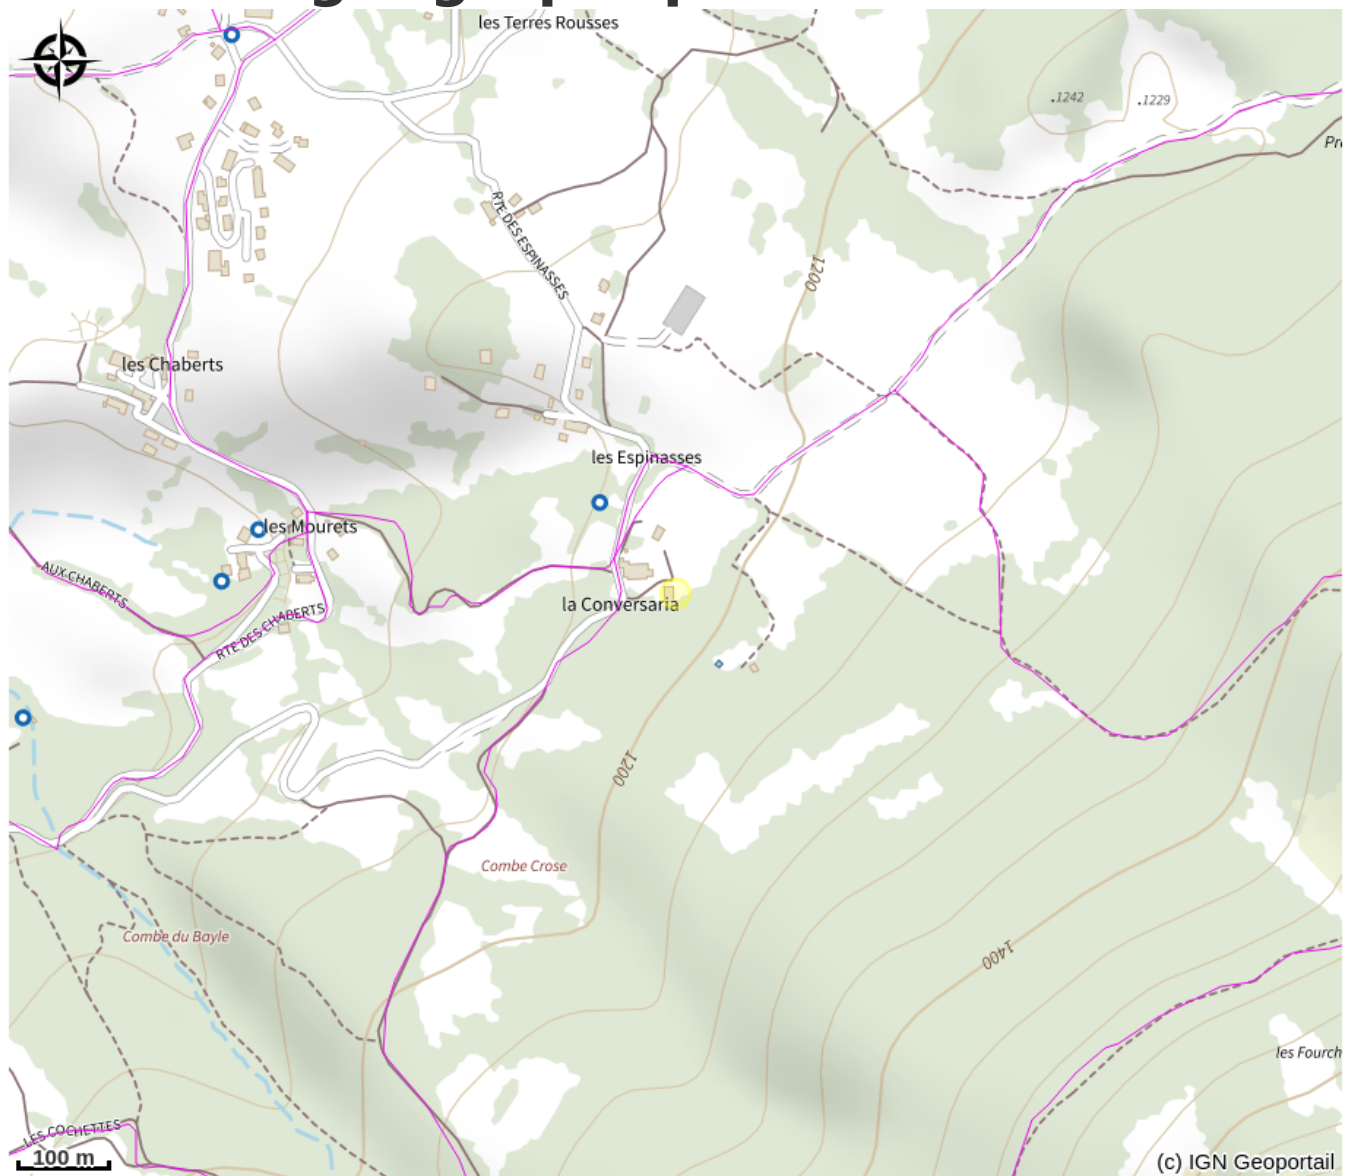 les Terres Rousses
.1242
.1229
RTE DES ESPINASSES
1200
les Chaberts
les Espinasses
les Mourets
AUX CHABERTS
RTE DES CHABERTS
la Conversaria
1200
Combe Crose
Combe du Bayle
1400
les Fourch
LES COCHETTES
100 m
(c) IGN Geoportail